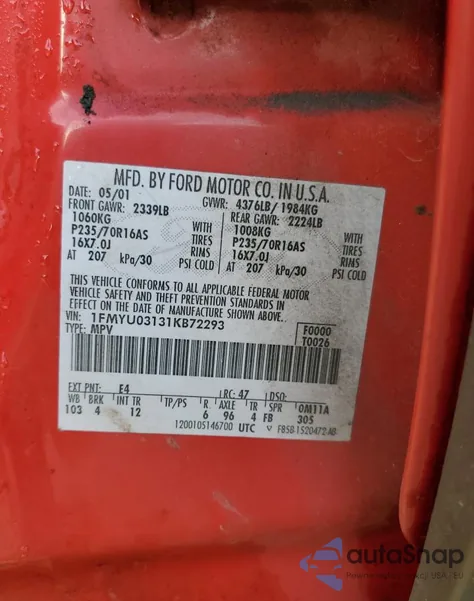 MFD. BY FORD MOTOR CO. IN U.S.A.
DATE: 05/01 GVWR: 4376LB/ 1984KG
FRONT GAWR: 2339LB REAR GAWR: 2224LB
1060KG WITH 1008KG WITH
P235/70R16AS TIRES P235/70R16AS TIRES
16X7.0J RIMS 16X7.0J RIMS
AT 207 kPa/30 PSI COLD AT 207 kPa/30 PSI COLD
THIS VEHICLE CONFORMS TO ALL APPLICABLE FEDERAL MOTOR
VEHICLE SAFETY AND THEFT PREVENTION STANDARDS IN
EFFECT ON THE DATE OF MANUFACTURE SHOWN ABOVE.
VIN: 1FMYU03131KB72293 F0000
TYPE: MPV T0026
EXT PNT: E4 RC: 47 DSO:
WB BRK INT TR TP/PS R AXLE TR SPR 0M11A
103 4 12 6 96 4 FB 305
1200105146700 UTC F85B-1520472-AB
autoSnap